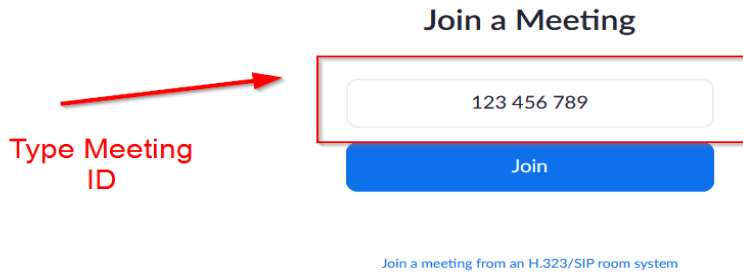 Join a Meeting
123 456 789
Type Meeting
ID
Join
Join a meeting from an H.323/SIP room system